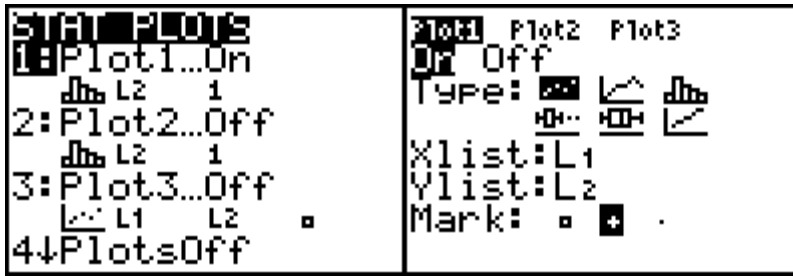 STAT PLOTS
1:Plot1…On
L2 1
2:Plot2…Off
L2 1
3:Plot3…Off
L1 L2
4↓PlotsOff
Plot1 Plot2 Plot3
On Off
Type:
Xlist:L1
Ylist:L2
Mark: ▫ + ·